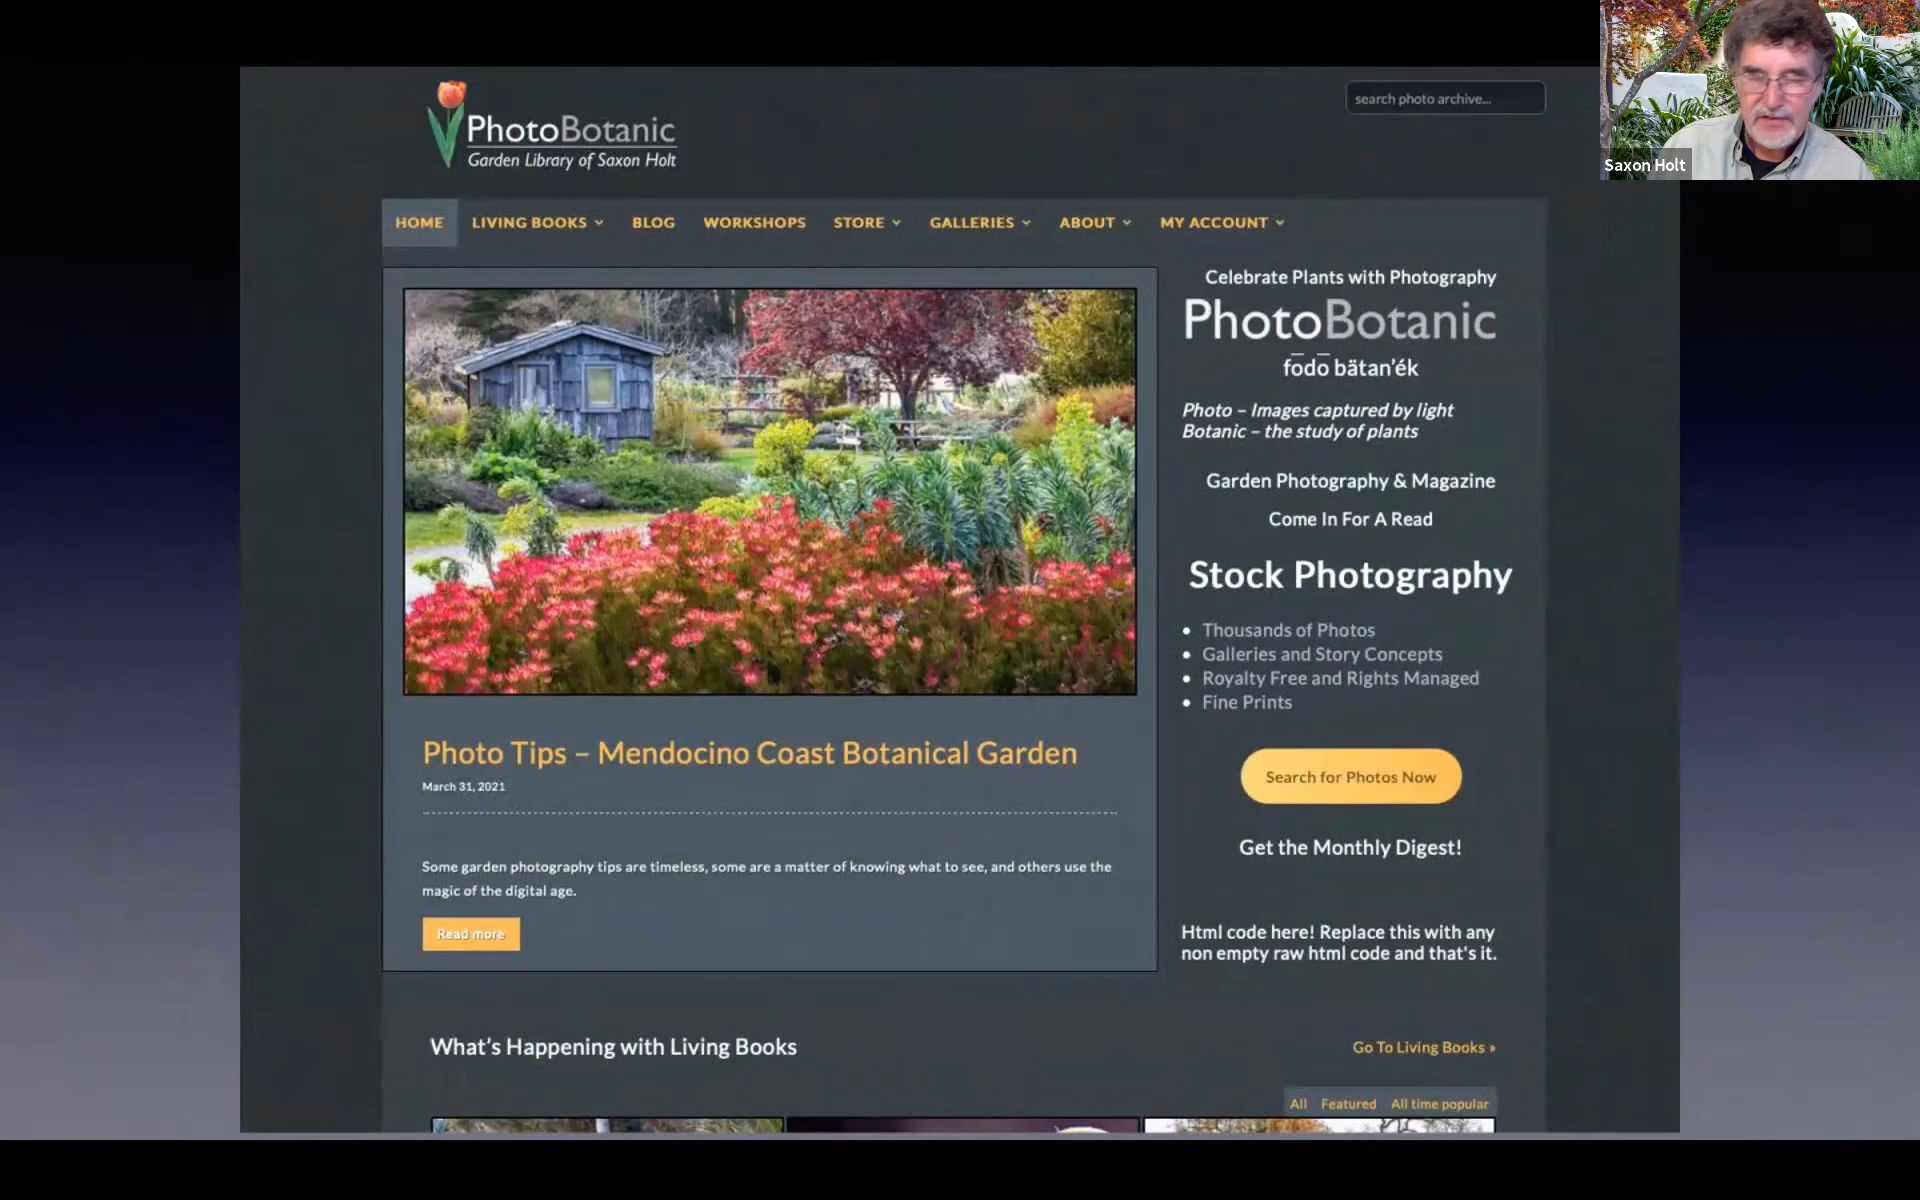 PhotoBotanic
Garden Library of Saxon Holt
search photo archive...
Saxon Holt
HOME LIVING BOOKS BLOG WORKSHOPS STORE GALLERIES ABOUT MY ACCOUNT
Celebrate Plants with Photography
PhotoBotanic
fōdō bätan’ék
Photo – Images captured by light
Botanic – the study of plants
Garden Photography & Magazine
Come In For A Read
Stock Photography
• Thousands of Photos
• Galleries and Story Concepts
• Royalty Free and Rights Managed
• Fine Prints
Search for Photos Now
Get the Monthly Digest!
Html code here! Replace this with any
non empty raw html code and that's it.
Photo Tips – Mendocino Coast Botanical Garden
March 31, 2021
Some garden photography tips are timeless, some are a matter of knowing what to see, and others use the
magic of the digital age.
Read more
What’s Happening with Living Books
Go To Living Books »
All Featured All time popular